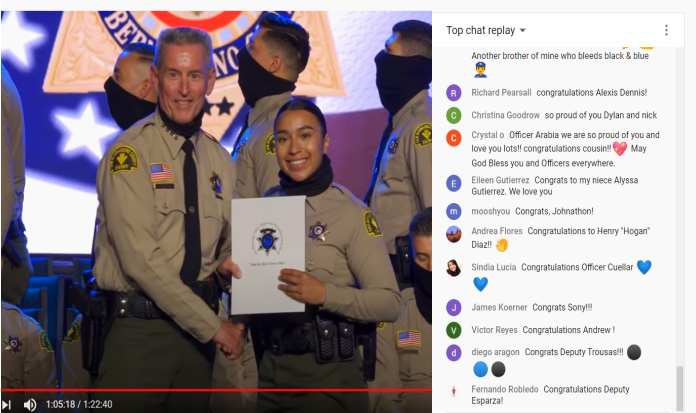 BERN
NO CO
1:05:18 / 1:22:40
Top chat replay
Another brother of mine who bleeds black & blue
Richard Pearsall congratulations Alexis Dennis!
Christina Goodrow so proud of you Dylan and nick
Crystal o Officer Arabia we are so proud of you and
love you lots!! congratulations cousin!! May
God Bless you and Officers everywhere.
Eileen Gutierrez Congrats to my niece Alyssa
Gutierrez. We love you
mooshyou Congrats, Johnathon!
Andrea Flores Congratulations to Henry "Hogan"
Diaz!!
Sindia Lucia Congratulations Officer Cuellar
James Koerner Congrats Sony!!!
Victor Reyes Congratulations Andrew !
diego aragon Congrats Deputy Trousas!!!
Fernando Robledo Congratulations Deputy
Esparza!